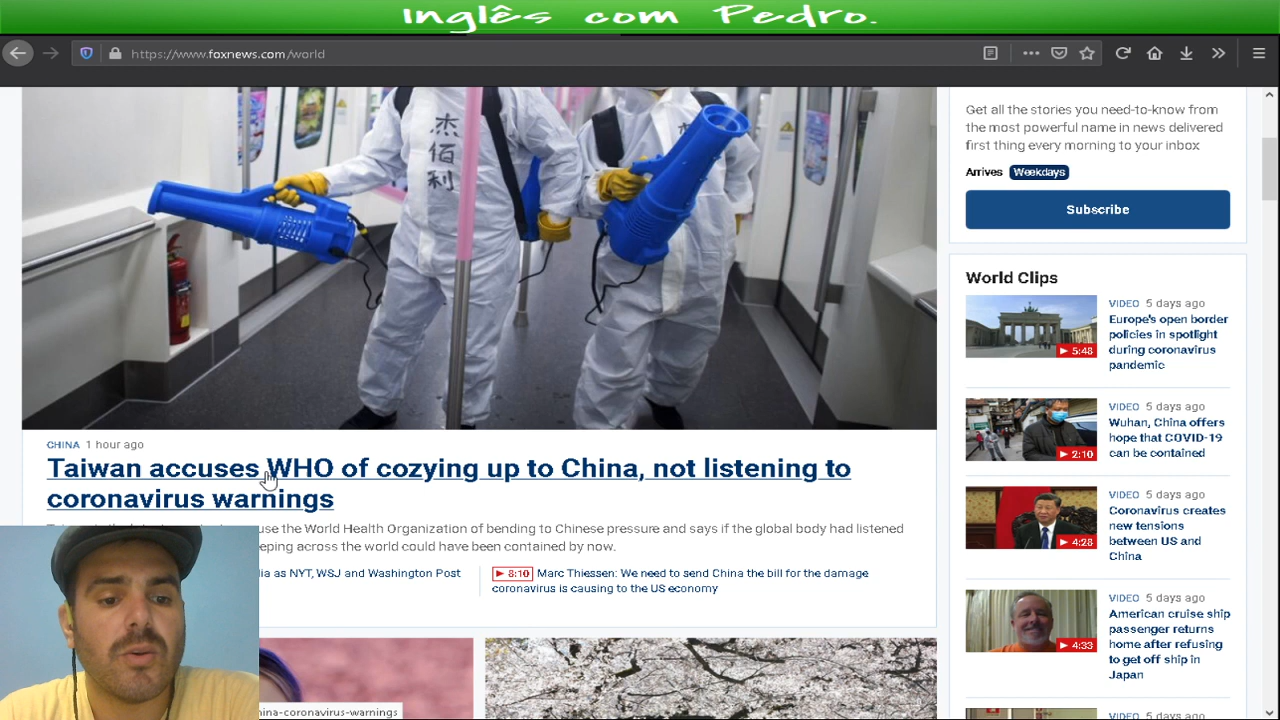 Inglês com Pedro.
https://www.foxnews.com/world
杰
佰
利
CHINA 1 hour ago
Taiwan accuses WHO of cozying up to China, not listening to
coronavirus warnings
use the World Health Organization of bending to Chinese pressure and says if the global body had listened
eeping across the world could have been contained by now.
dia as NYT, WSJ and Washington Post
8:10 Marc Thiessen: We need to send China the bill for the damage
coronavirus is causing to the US economy
hina-coronavirus-warnings
Get all the stories you need-to-know from
the most powerful name in news delivered
first thing every morning to your inbox
Arrives Weekdays
Subscribe
World Clips
VIDEO 5 days ago
Europe's open border
policies in spotlight
during coronavirus
pandemic
5:48
VIDEO 5 days ago
Wuhan, China offers
hope that COVID-19
can be contained
2:10
VIDEO 5 days ago
Coronavirus creates
new tensions
between US and
China
4:28
VIDEO 5 days ago
American cruise ship
passenger returns
home after refusing
to get off ship in
Japan
4:33
VIDEO 5 days ago